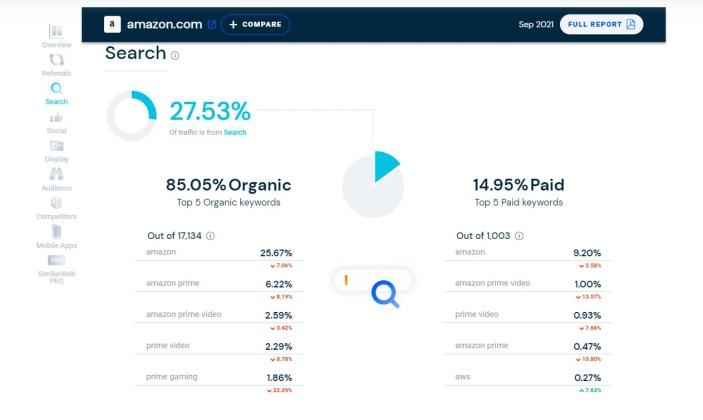 a amazon.com + COMPARE Sep 2021 FULL REPORT
Overview
Referrals
Search
Social
Display
Audience
Competitors
Mobile Apps
PRO
SimilarWeb
PRO
Search
27.53%
Of traffic is from Search
85.05% Organic
Top 5 Organic keywords
Out of 17,134
amazon 25.67%
7.06%
amazon prime 6.22%
8.19%
amazon prime video 2.59%
3.42%
prime video 2.29%
0.78%
prime gaming 1.86%
22.39%
14.95% Paid
Top 5 Paid keywords
Out of 1,003
amazon 9.20%
2.58%
amazon prime video 1.00%
13.57%
prime video 0.93%
7.66%
amazon prime 0.47%
10.80%
aws 0.27%
7.63%